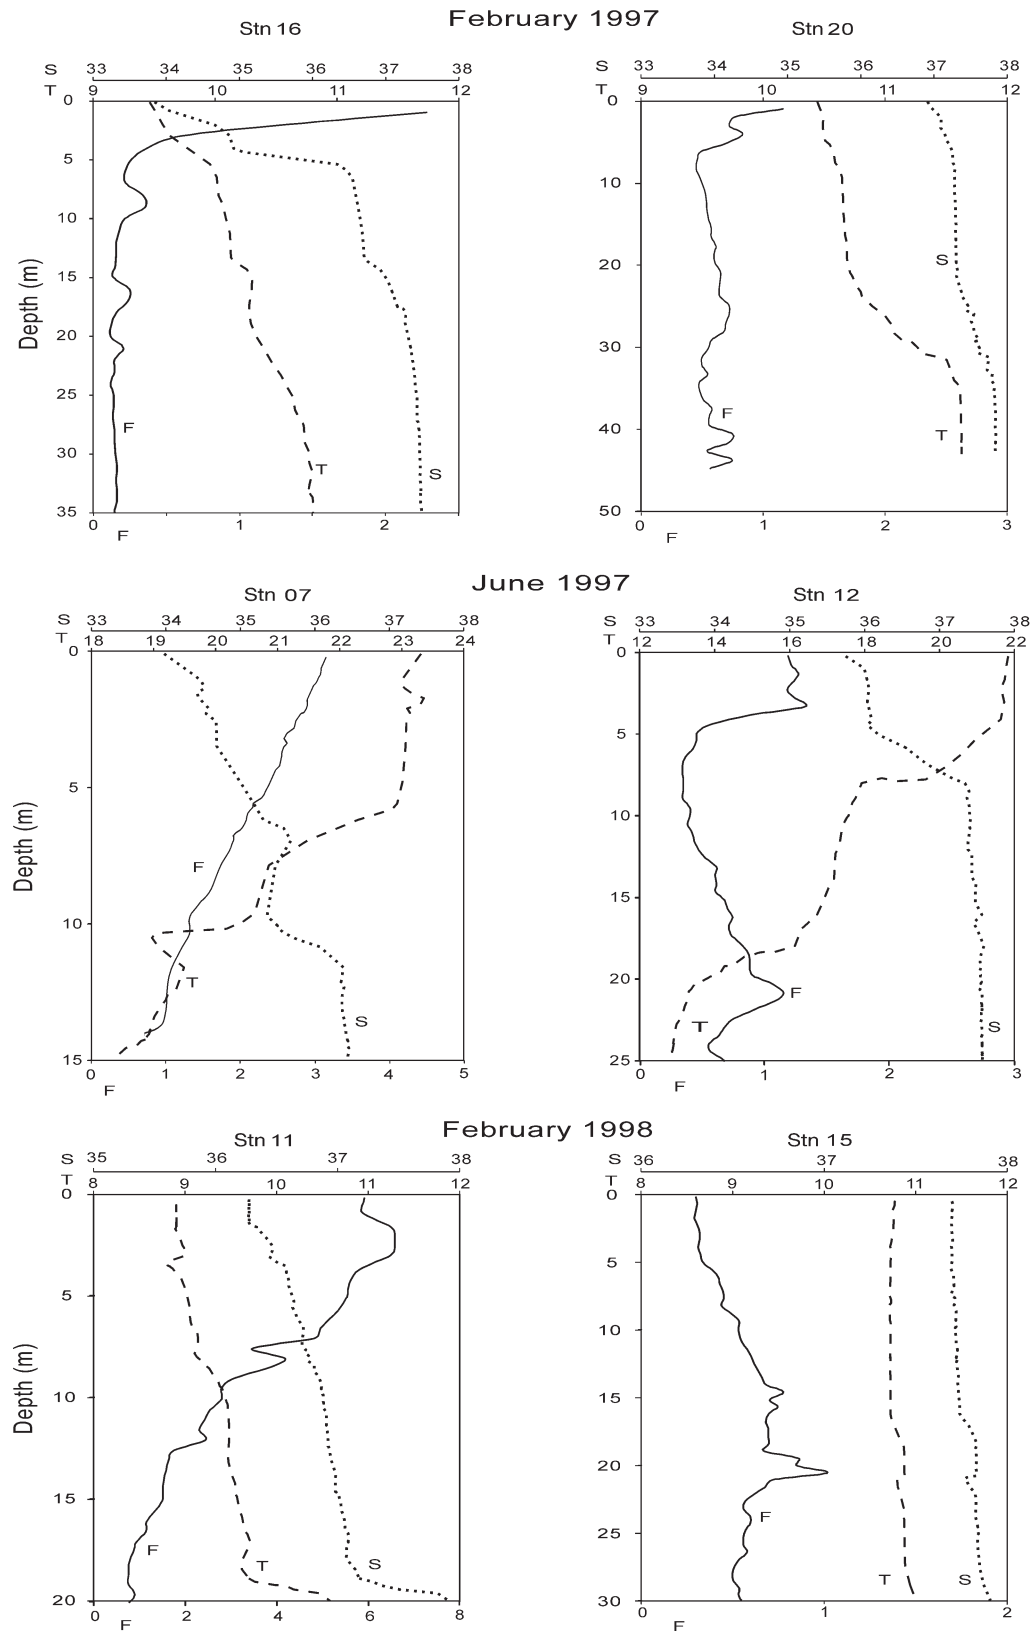 February 1997
Stn 16
Stn 20
S 33 34 35 36 37 38
S 33 34 35 36 37 38
T 9 10 11 12
T 9 10 11 12
0
5
10
15
20
25
30
35
Depth (m)
F
T
S
0 1 2
F
0
10
20
30
40
50
S
F
T
0 1 2 3
F
June 1997
Stn 07
Stn 12
S 33 34 35 36 37 38
S 33 34 35 36 37 38
T 18 19 20 21 22 23 24
T 12 14 16 18 20 22
0
5
10
15
Depth (m)
F
T
S
0 1 2 3 4 5
F
0
5
10
15
20
25
F
T
S
0 1 2 3
F
February 1998
Stn 11
Stn 15
S 35 36 37 38
S 36 37 38
T 8 9 10 11 12
T 8 9 10 11 12
0
5
10
15
20
Depth (m)
F
T
S
0 2 4 6 8
F
0
5
10
15
20
25
30
F
T
S
0 1 2
F